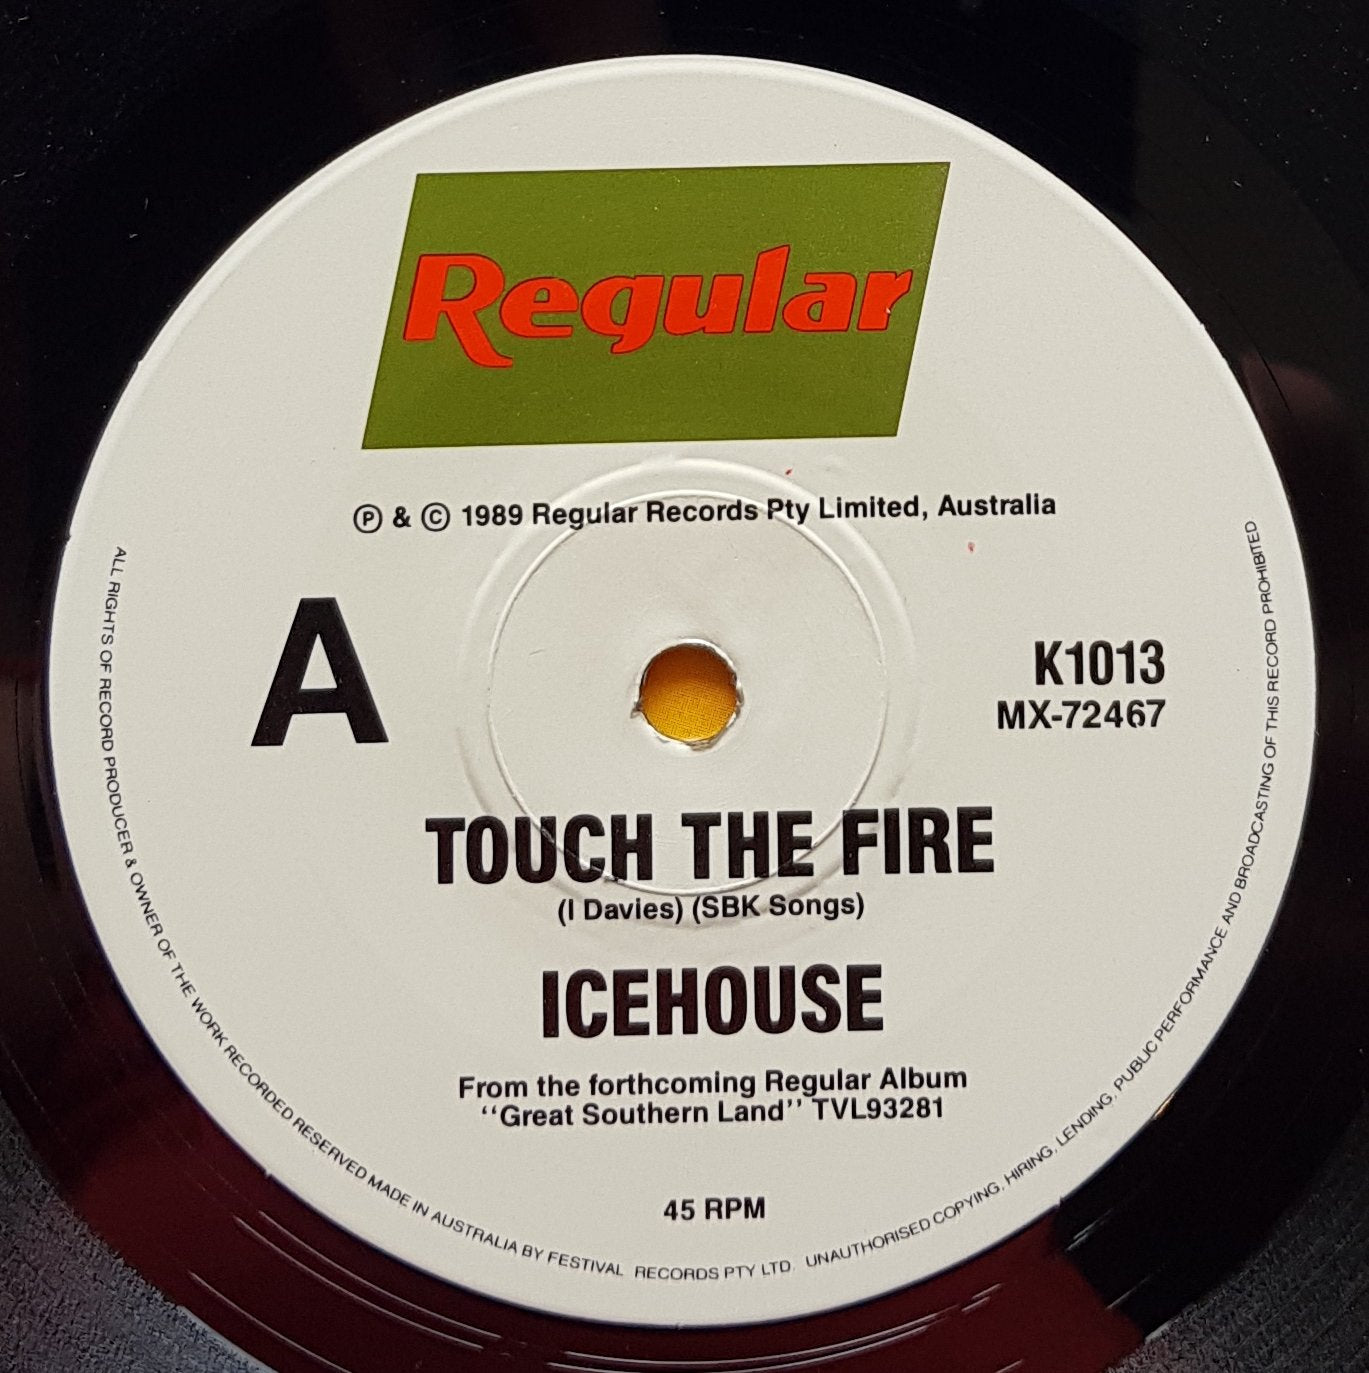 Regular
Ⓟ & © 1989 Regular Records Pty Limited, Australia
A
K1013
MX-72467
TOUCH THE FIRE
(I Davies) (SBK Songs)
ICEHOUSE
From the forthcoming Regular Album
“Great Southern Land” TVL93281
45 RPM
ALL RIGHTS OF RECORD PRODUCER & OWNER OF THE WORK RECORDED RESERVED MADE IN AUSTRALIA BY FESTIVAL RECORDS PTY LTD. UNAUTHORISED COPYING, HIRING, LENDING, PUBLIC PERFORMANCE AND BROADCASTING OF THIS RECORD PROHIBITED